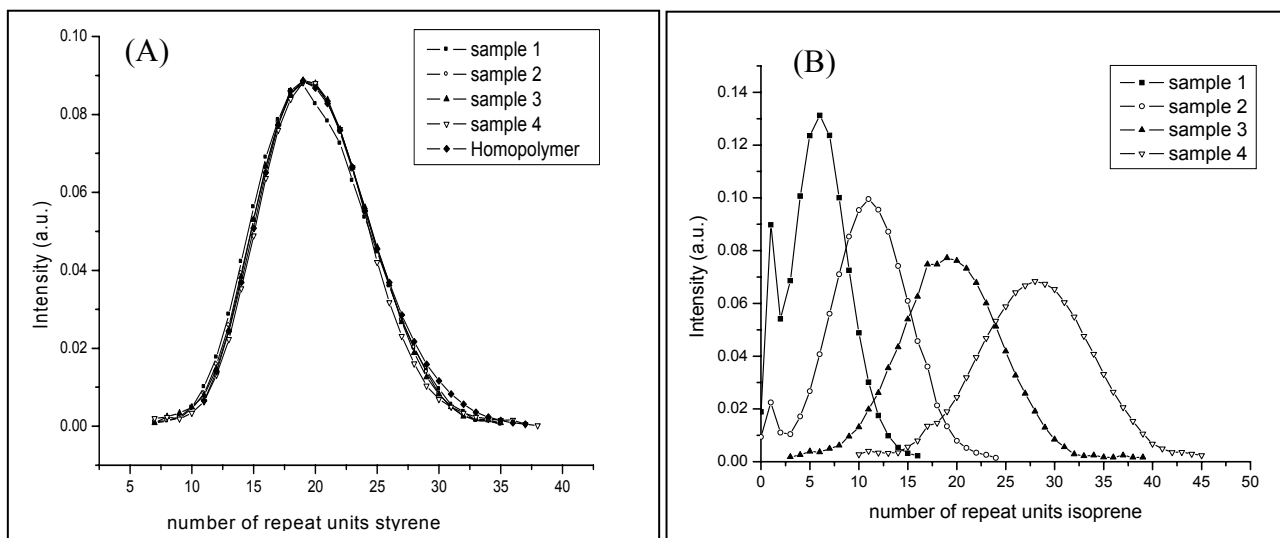 (A)
sample 1
sample 2
sample 3
sample 4
Homopolymer
0.10
0.08
0.06
0.04
0.02
0.00
Intensity (a.u.)
5 10 15 20 25 30 35 40
number of repeat units styrene
(B)
sample 1
sample 2
sample 3
sample 4
0.14
0.12
0.10
0.08
0.06
0.04
0.02
0.00
Intensity (a.u.)
0 5 10 15 20 25 30 35 40 45 50
number of repeat units isoprene